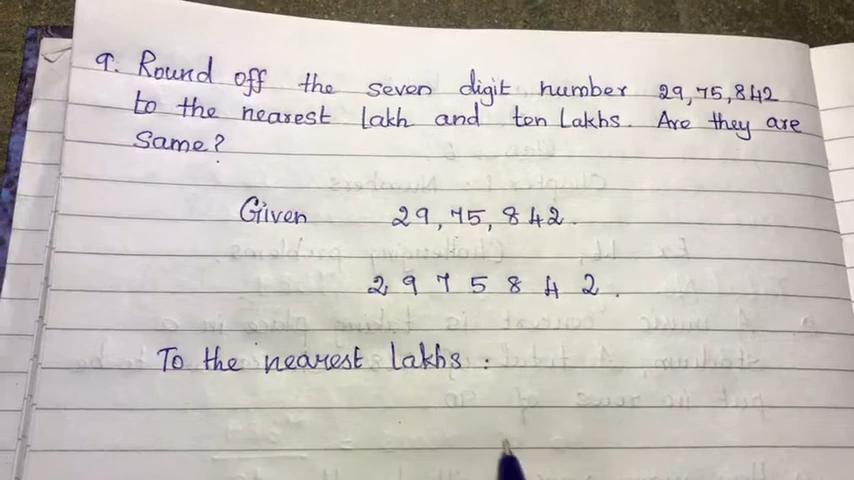 9. Round off the seven digit number 29,75,842
to the nearest lakh and ten Lakhs. Are they are
same?
Given 29,75,842.
2 9 7 5 8 4 2.
To the nearest lakhs :